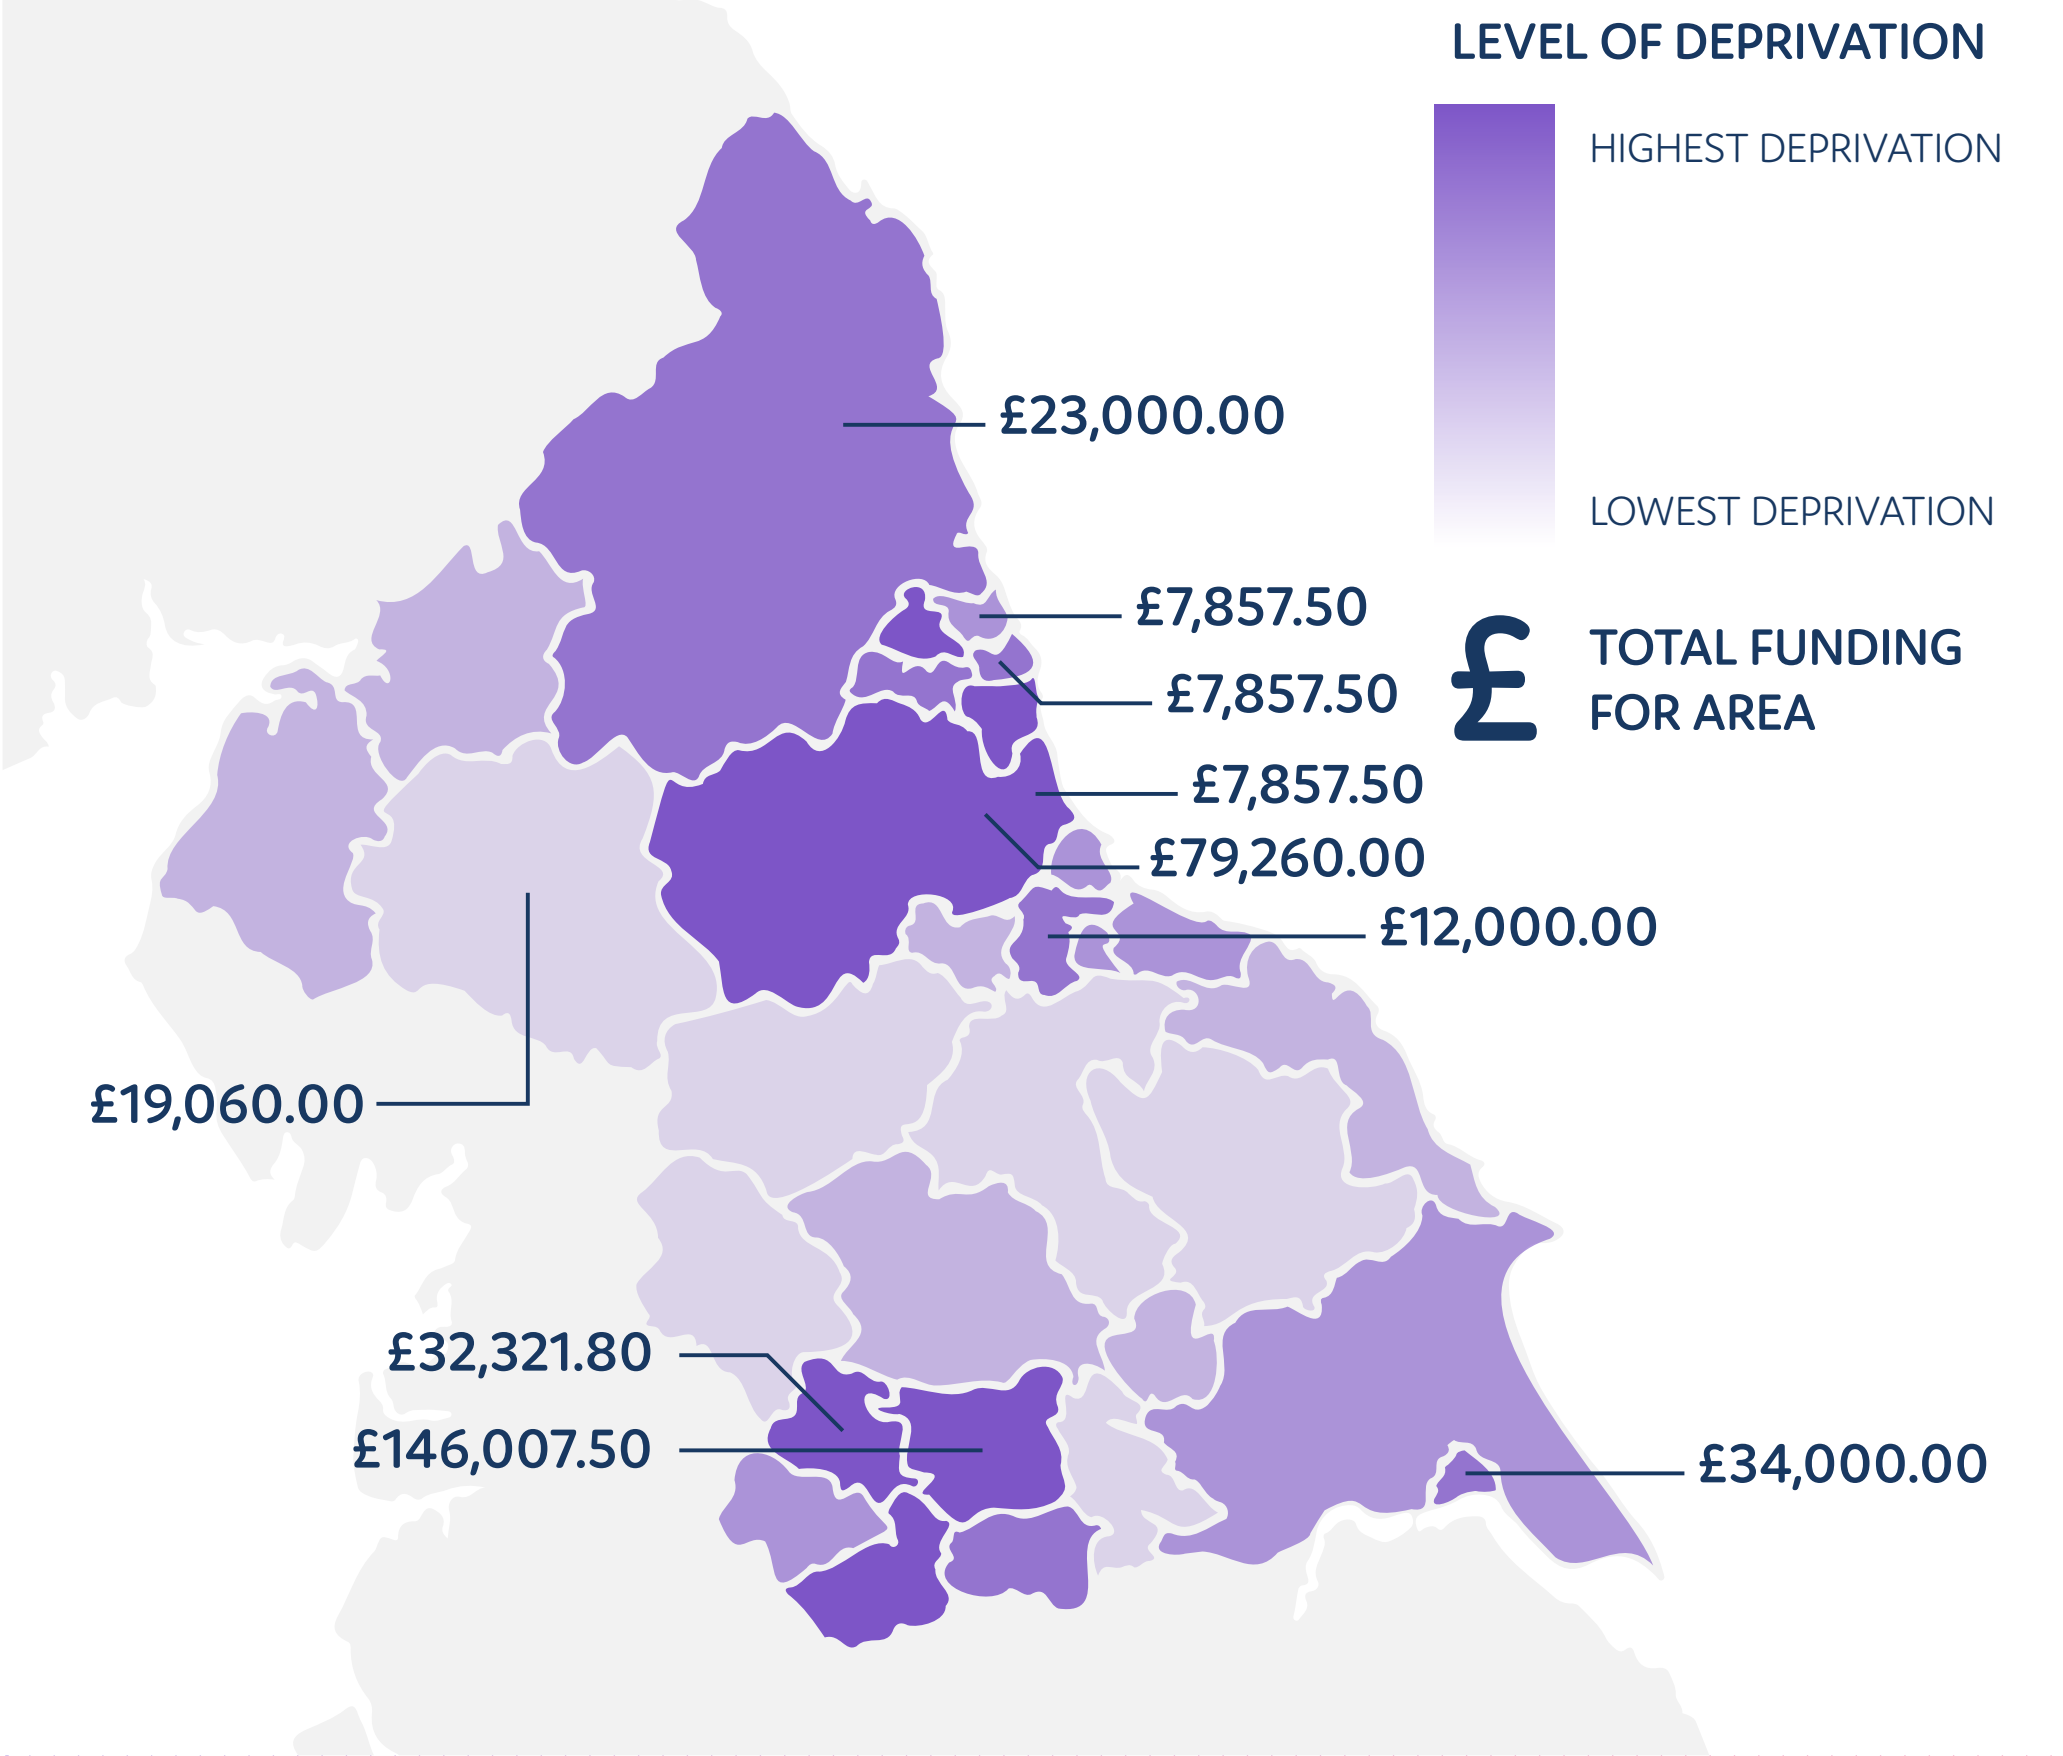 LEVEL OF DEPRIVATION
HIGHEST DEPRIVATION
LOWEST DEPRIVATION
£
TOTAL FUNDING
FOR AREA
£23,000.00
£7,857.50
£7,857.50
£7,857.50
£79,260.00
£12,000.00
£19,060.00
£32,321.80
£146,007.50
£34,000.00